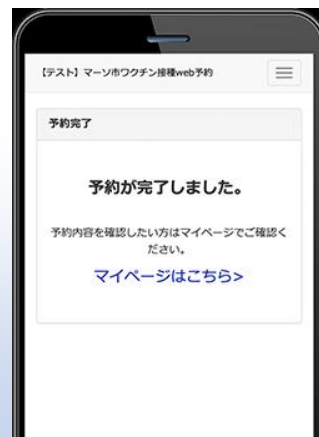 【テスト】マーソ市ワクチン接種web予約
予約完了
予約が完了しました。
予約内容を確認したい方はマイページでご確認く
ださい。
マイページはこちら>